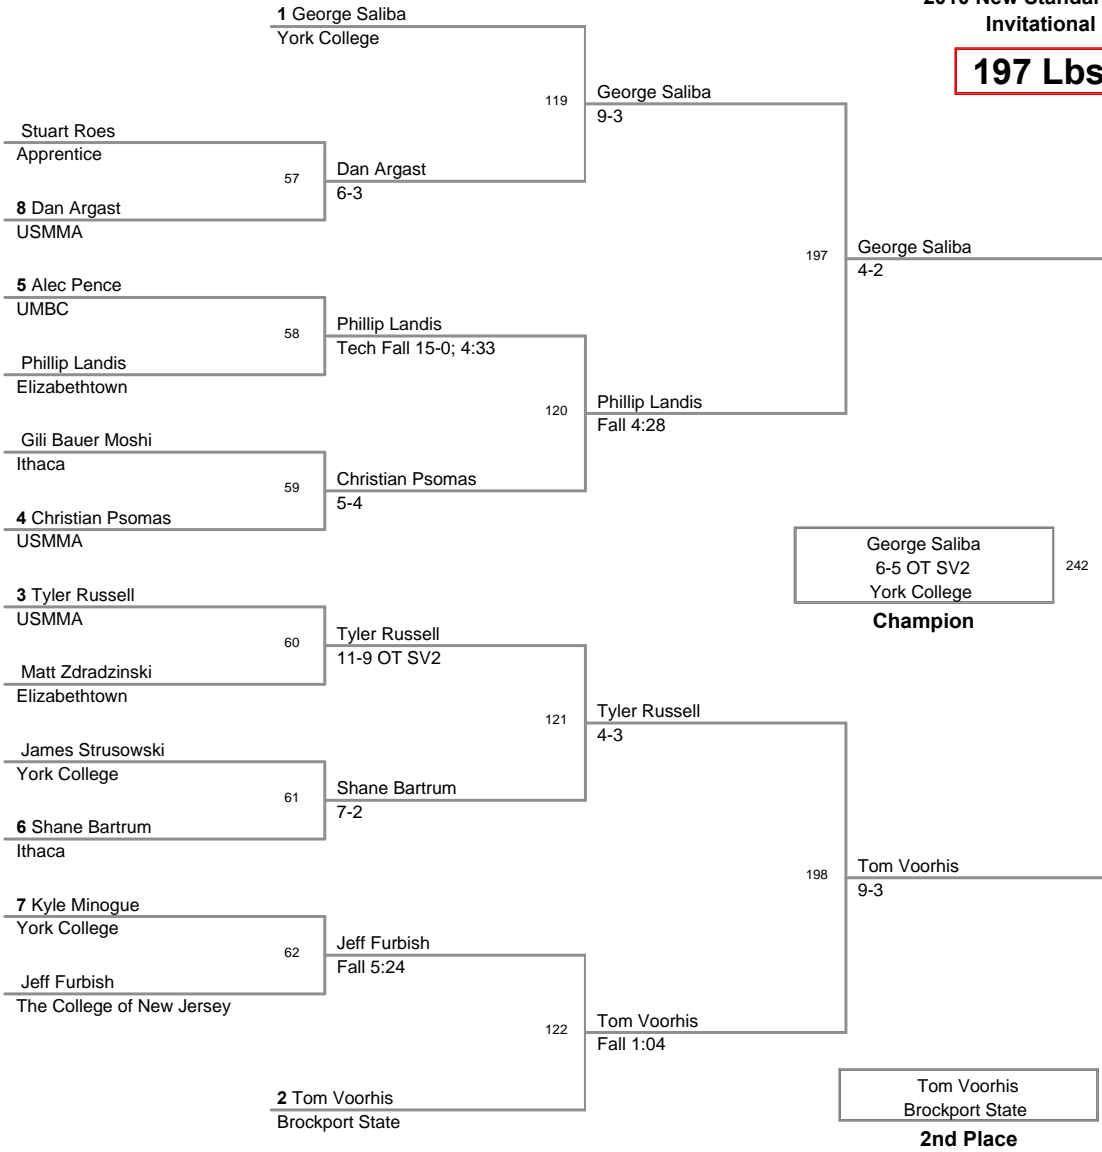 2010 New Standar
Invitational
197 Lbs
1 George Saliba
York College
119
George Saliba
9-3
Stuart Roes
Apprentice
57
Dan Argast
6-3
8 Dan Argast
USMMA
197
George Saliba
4-2
5 Alec Pence
UMBC
58
Phillip Landis
Tech Fall 15-0; 4:33
Phillip Landis
Elizabethtown
120
Phillip Landis
Fall 4:28
Gili Bauer Moshi
Ithaca
59
Christian Psomas
5-4
4 Christian Psomas
USMMA
George Saliba
6-5 OT SV2
York College
242
Champion
3 Tyler Russell
USMMA
60
Tyler Russell
11-9 OT SV2
Matt Zdradzinski
Elizabethtown
121
Tyler Russell
4-3
James Strusowski
York College
61
Shane Bartrum
7-2
6 Shane Bartrum
Ithaca
198
Tom Voorhis
9-3
7 Kyle Minogue
York College
62
Jeff Furbish
Fall 5:24
Jeff Furbish
The College of New Jersey
122
Tom Voorhis
Fall 1:04
2 Tom Voorhis
Brockport State
Tom Voorhis
Brockport State
2nd Place